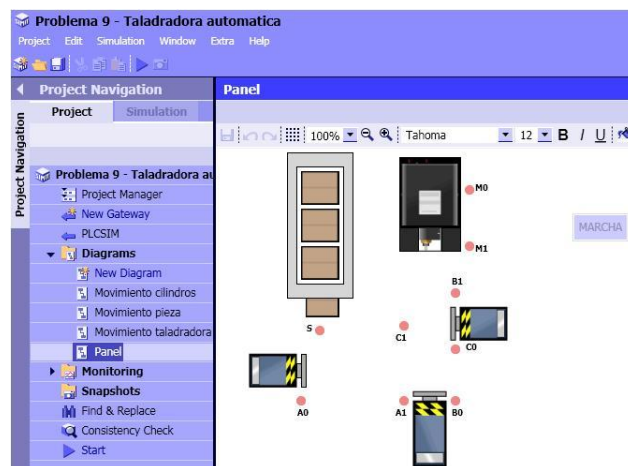 Problema 9 - Taladradora automatica
Project Edit Simulation Window Extra Help
Project Navigation
Panel
Project Simulation
Project Navigation
100% Tahoma 12 B I U
Problema 9 - Taladradora au
Project Manager
New Gateway
PLCSIM
Diagrams
New Diagram
Movimiento cilindros
Movimiento pieza
Movimiento taladradora
Panel
Monitoring
Snapshots
Find & Replace
Consistency Check
Start
M0
MARCHA
M1
B1
S
C1
C0
A0
A1
B0